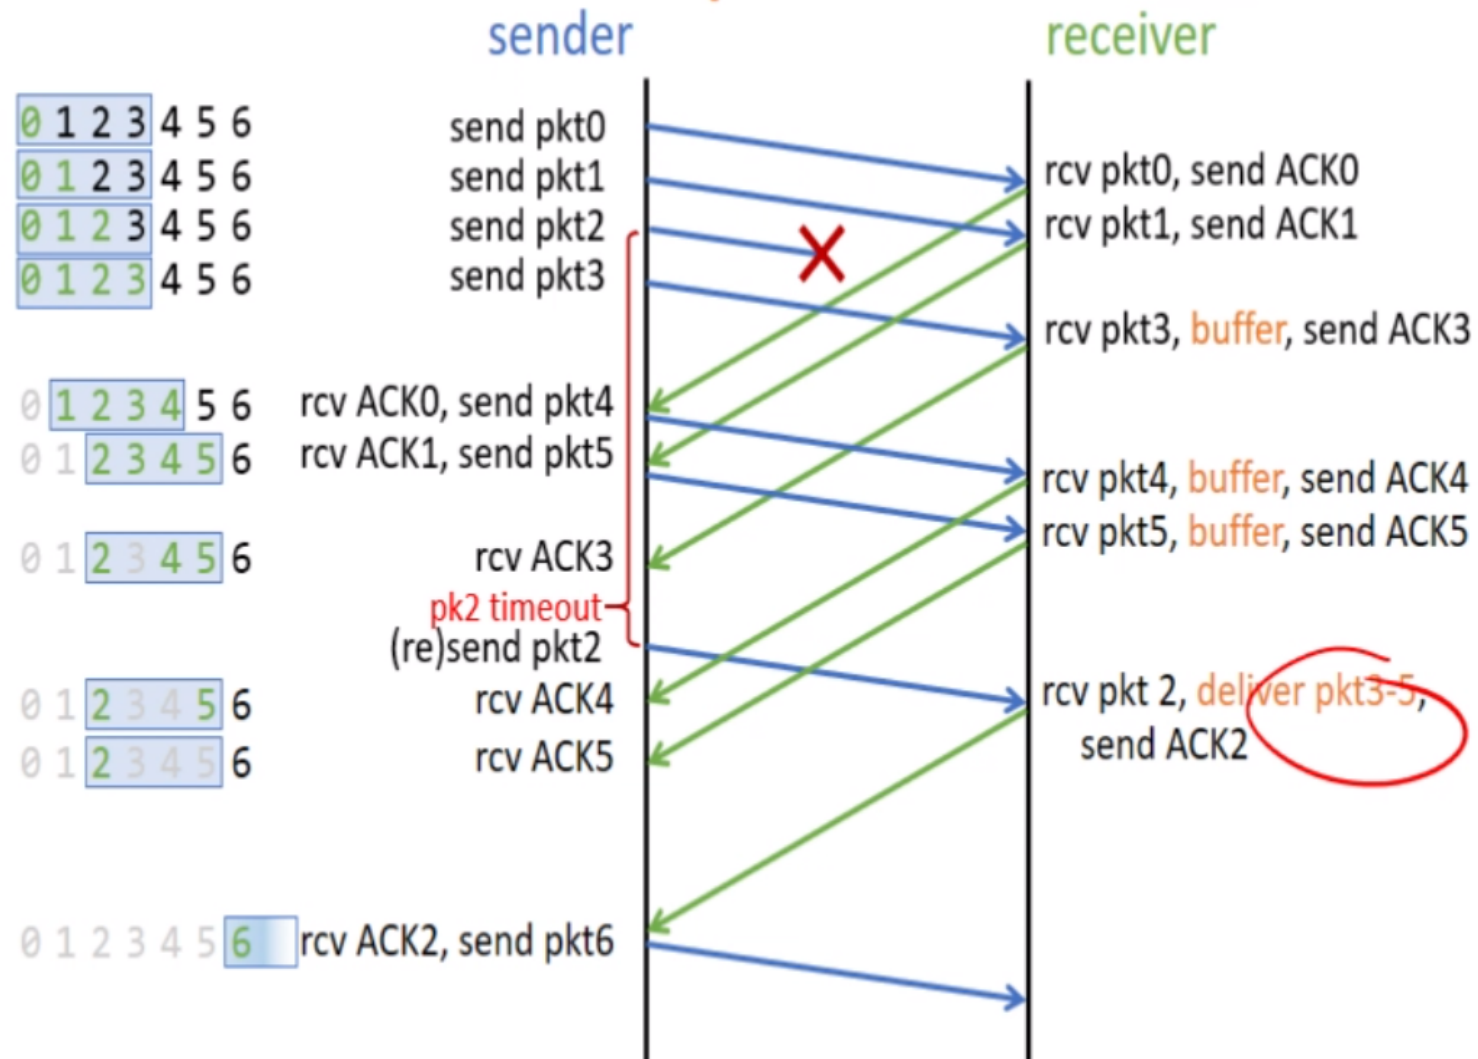 sender receiver
0 1 2 3 4 5 6 send pkt0
0 1 2 3 4 5 6 send pkt1 rcv pkt0, send ACK0
0 1 2 3 4 5 6 send pkt2 rcv pkt1, send ACK1
0 1 2 3 4 5 6 send pkt3
rcv pkt3, buffer, send ACK3
0 1 2 3 4 5 6 rcv ACK0, send pkt4
0 1 2 3 4 5 6 rcv ACK1, send pkt5 rcv pkt4, buffer, send ACK4
rcv pkt5, buffer, send ACK5
0 1 2 3 4 5 6 rcv ACK3
pk2 timeout
(re)send pkt2
0 1 2 3 4 5 6 rcv ACK4 rcv pkt 2, deliver pkt3-5,
0 1 2 3 4 5 6 rcv ACK5 send ACK2
0 1 2 3 4 5 6 rcv ACK2, send pkt6